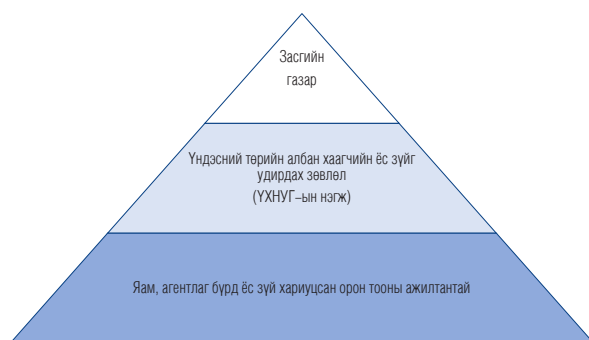 Засгийн
газар
Үндэсний төрийн албан хаагчийн ёс зүйг
удирдах зөвлөл
(ҮХНУГ–ын нэгж)
Яам, агентлаг бүрд ёс зүй хариуцсан орон тооны ажилтантай